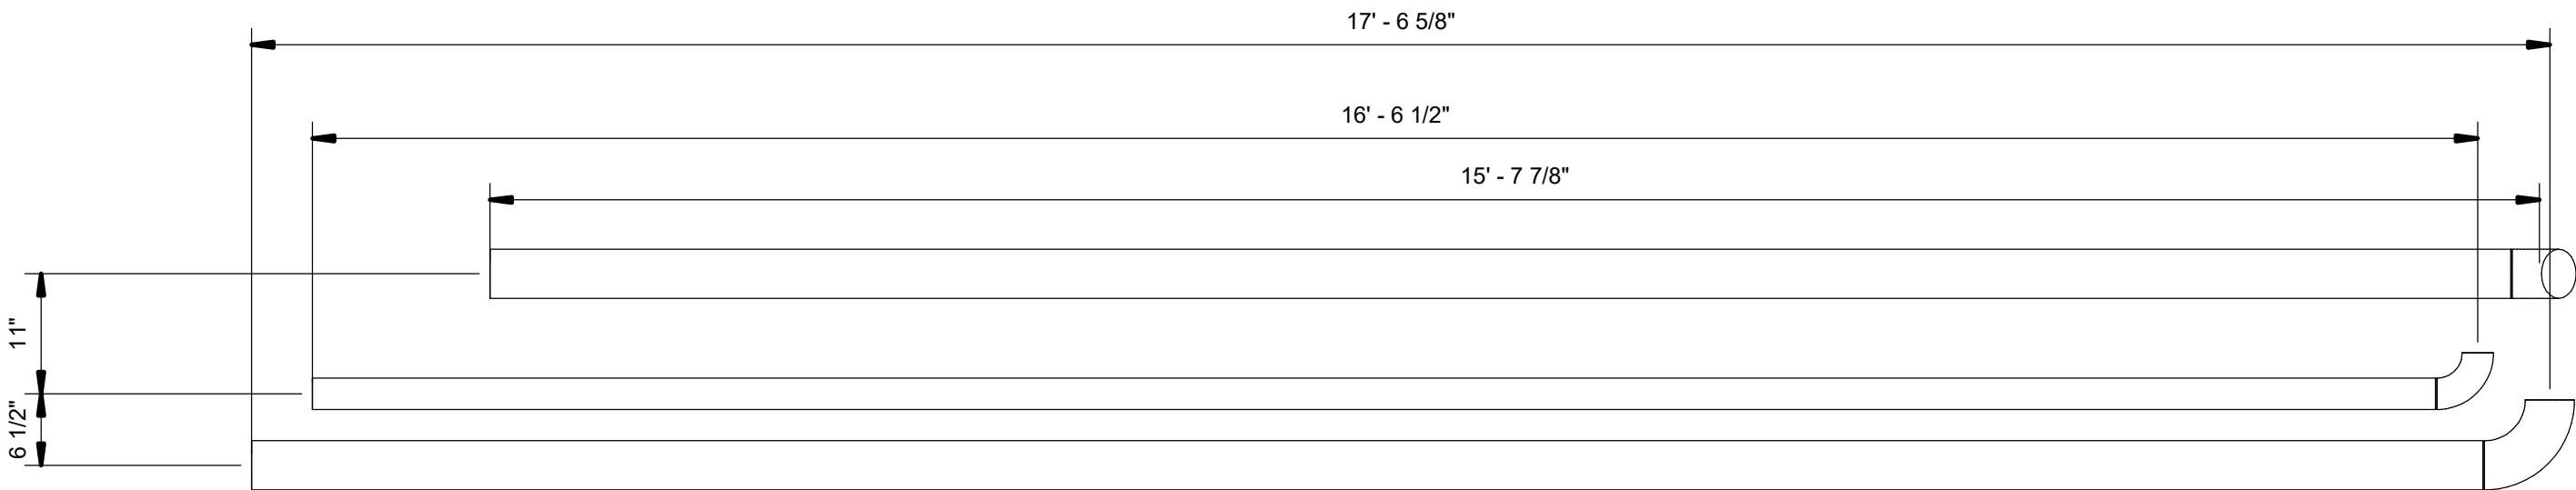 17' - 6 5/8"
16' - 6 1/2"
15' - 7 7/8"
11"
6 1/2"